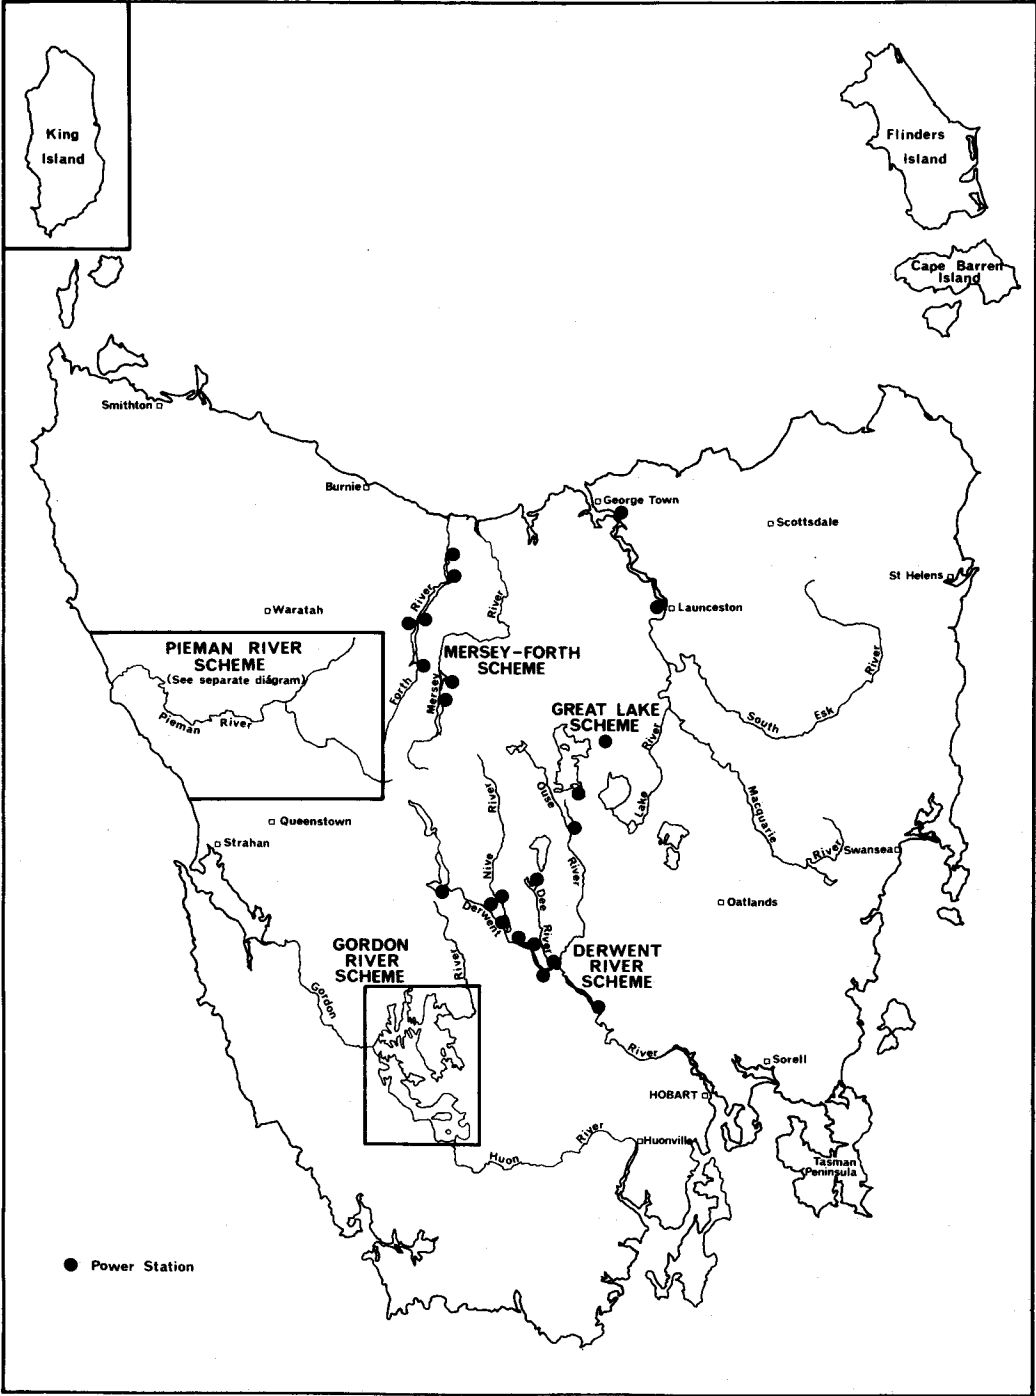 King
Island
Flinders
Island
Cape Barren
Island
Smithton
Burnie
George Town
Scottsdale
St Helens
River
River
Waratah
Launceston
PIEMAN RIVER
SCHEME
(See separate diagram)
Pieman River
MERSEY-FORTH
SCHEME
Forth
Mersey
River
South Esk
GREAT LAKE
SCHEME
River
Lake
Ouse
River
River
Nive
Macquarie
River
Queenstown
Strahan
Swansea
Dee
River
Derwent
Oatlands
GORDON
RIVER
SCHEME
Gordon
River
DERWENT
RIVER
SCHEME
River
Sorell
HOBART
Huon
River
Huonville
Tasman
Peninsula
Power Station